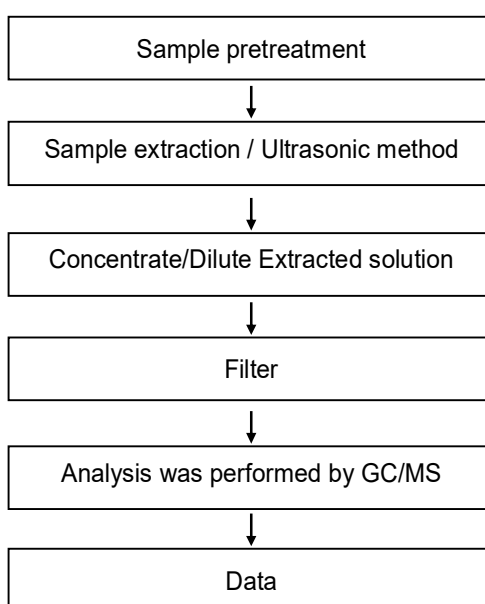 Sample pretreatment
Sample extraction / Ultrasonic method
Concentrate/Dilute Extracted solution
Filter
Analysis was performed by GC/MS
Data